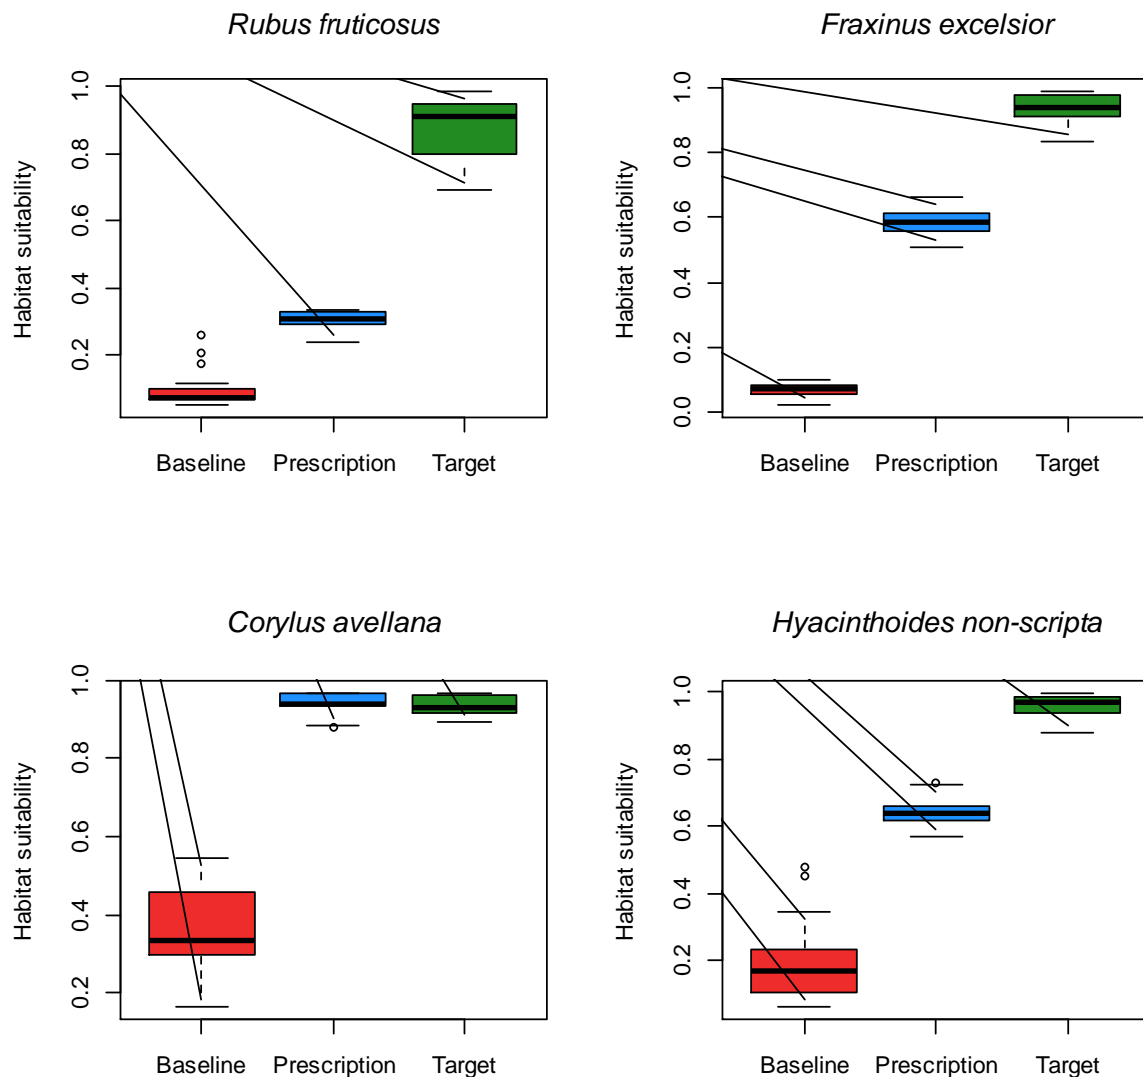 Rubus fruticosus
Habitat suitability
1.0
0.8
0.6
0.4
0.2
Baseline Prescription Target
Fraxinus excelsior
Habitat suitability
1.0
0.8
0.6
0.4
0.2
0.0
Baseline Prescription Target
Corylus avellana
Habitat suitability
1.0
0.8
0.6
0.4
0.2
Baseline Prescription Target
Hyacinthoides non-scripta
Habitat suitability
1.0
0.8
0.6
0.4
0.2
Baseline Prescription Target